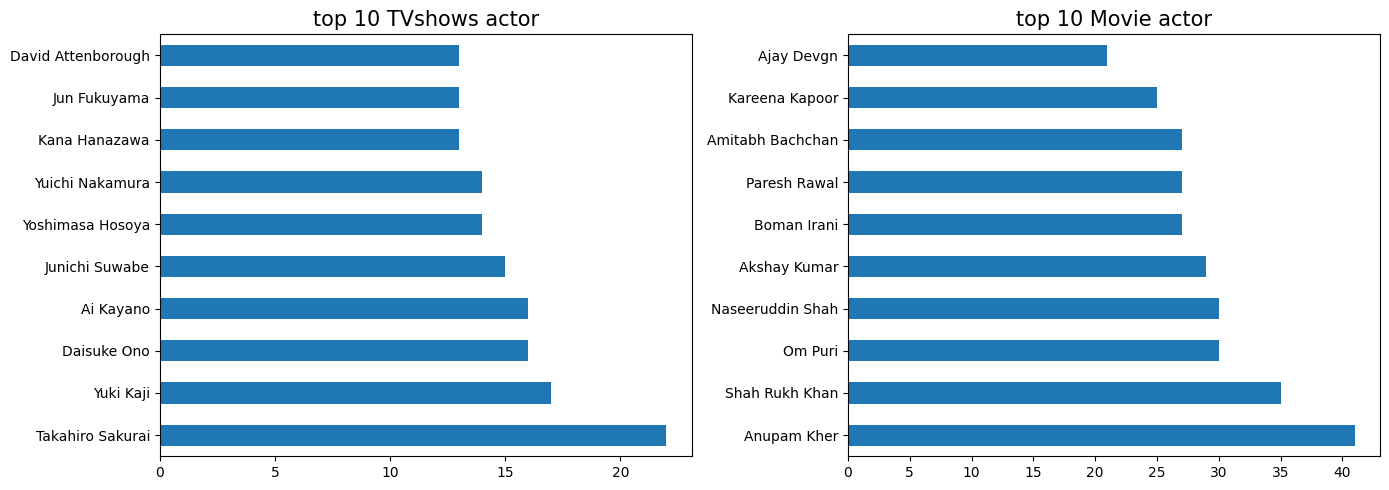 top 10 TVshows actor
David Attenborough
Jun Fukuyama
Kana Hanazawa
Yuichi Nakamura
Yoshimasa Hosoya
Junichi Suwabe
Ai Kayano
Daisuke Ono
Yuki Kaji
Takahiro Sakurai
0 5 10 15 20
top 10 Movie actor
Ajay Devgn
Kareena Kapoor
Amitabh Bachchan
Paresh Rawal
Boman Irani
Akshay Kumar
Naseeruddin Shah
Om Puri
Shah Rukh Khan
Anupam Kher
0 5 10 15 20 25 30 35 40